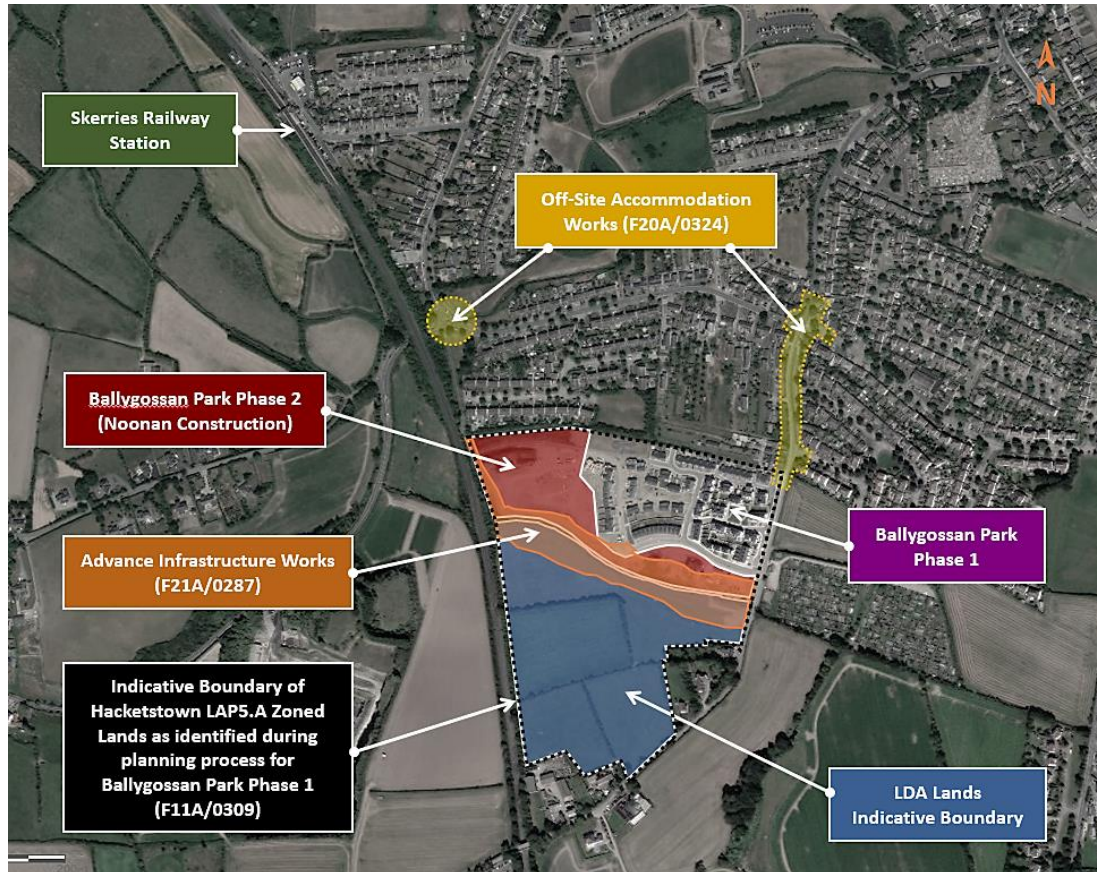 N
Skerries Railway
Station
Off-Site Accommodation
Works (F20A/0324)
Ballygossan Park Phase 2
(Noonan Construction)
Advance Infrastructure Works
(F21A/0287)
Ballygossan Park
Phase 1
Indicative Boundary of
Hacketstown LAP5.A Zoned
Lands as identified during
planning process for
Ballygossan Park Phase 1
(F11A/0309)
LDA Lands
Indicative Boundary